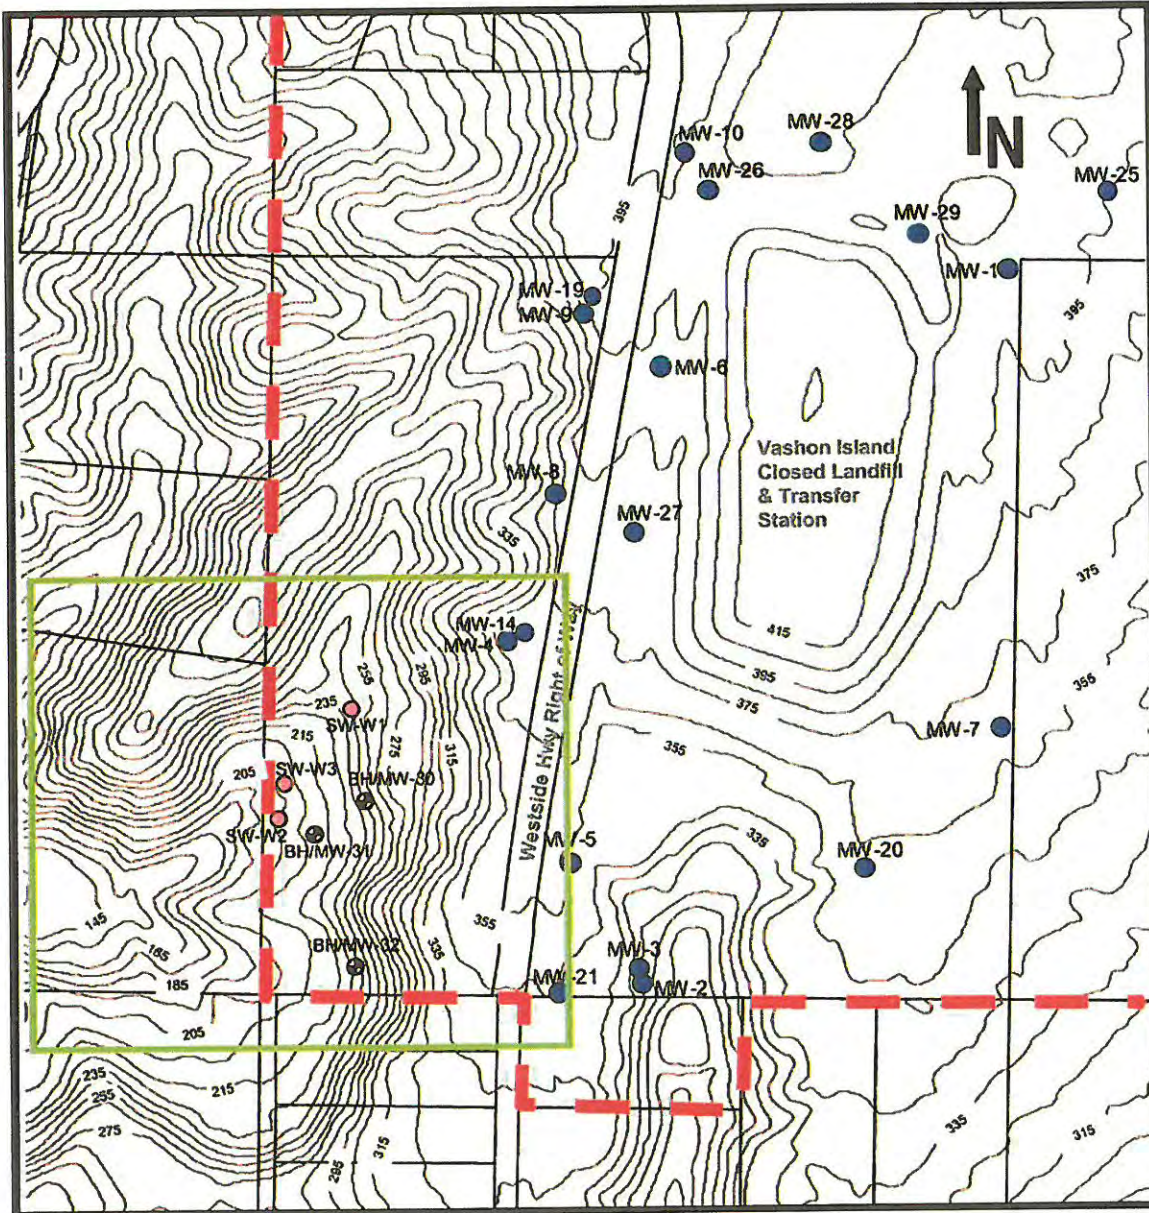 MW-28
MW-10
N
MW-26
MW-25
395
MW-29
MW-1
MW-19
395
MW-9
MW-6
Vashon Island
Closed Landfill
& Transfer
Station
MW-8
MW-27
335
375
415
MW-14
MW-4
Westside Hwy Right of Way
255
295
355
395
235
SW-W1
375
275
315
MW-7
215
355
205
SW-W3
BH/MW-30
SW-W2
BH/MW-31
MW-5
335
MW-20
145
355
165
BH/MW-32
335
MW-3
185
MW-21
MW-2
205
235
215
255
335
275
315
315
295